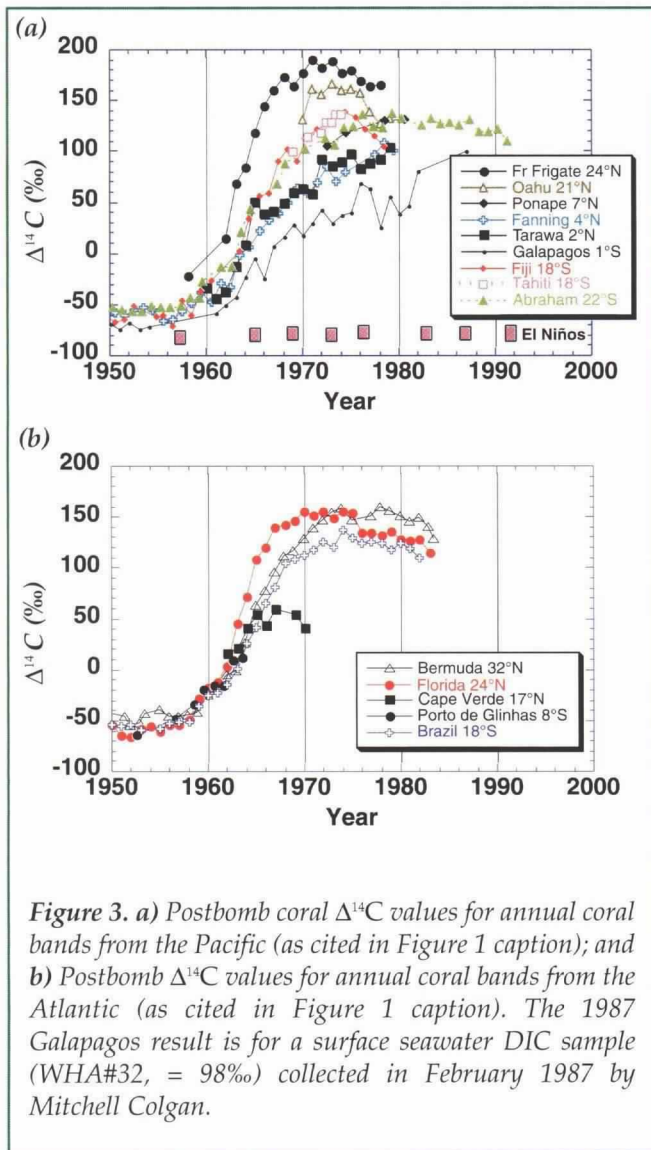 (a)
200
150
100
50
0
-50
-100
Δ¹⁴ C (‰)
Fr Frigate 24°N
Oahu 21°N
Ponape 7°N
Fanning 4°N
Tarawa 2°N
Galapagos 1°S
Fiji 18°S
Tahiti 18°S
Abraham 22°S
El Niños
1950 1960 1970 1980 1990 2000
Year
(b)
200
150
100
50
0
-50
-100
Δ¹⁴ C (‰)
Bermuda 32°N
Florida 24°N
Cape Verde 17°N
Porto de Glinhas 8°S
Brazil 18°S
1950 1960 1970 1980 1990 2000
Year
Figure 3. a) Postbomb coral Δ¹⁴C values for annual coral
bands from the Pacific (as cited in Figure 1 caption); and
b) Postbomb Δ¹⁴C values for annual coral bands from the
Atlantic (as cited in Figure 1 caption). The 1987
Galapagos result is for a surface seawater DIC sample
(WHA#32, = 98‰) collected in February 1987 by
Mitchell Colgan.